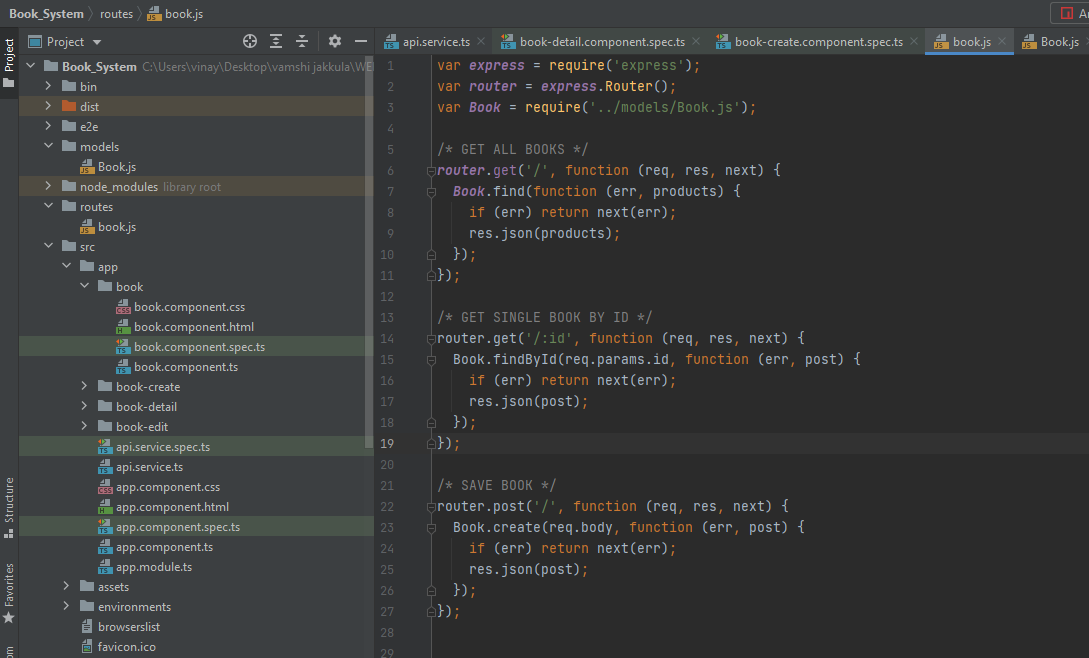 Book_System routes book.js
Project
api.service.ts
book-detail.component.spec.ts
book-create.component.spec.ts
book.js
Book.js
Project
Structure
Favorites
Book_System C:\Users\vinay\Desktop\vamshi jakkula\
bin
dist
e2e
models
Book.js
node_modules library root
routes
book.js
src
app
book
book.component.css
book.component.html
book.component.spec.ts
book.component.ts
book-create
book-detail
book-edit
api.service.spec.ts
api.service.ts
app.component.css
app.component.html
app.component.spec.ts
app.component.ts
app.module.ts
assets
environments
browserslist
favicon.ico
1 var express = require('express');
2 var router = express.Router();
3 var Book = require('../models/Book.js');
4
5 /* GET ALL BOOKS */
6 router.get('/', function (req, res, next) {
7 Book.find(function (err, products) {
8 if (err) return next(err);
9 res.json(products);
10 });
11 });
12
13 /* GET SINGLE BOOK BY ID */
14 router.get('/:id', function (req, res, next) {
15 Book.findById(req.params.id, function (err, post) {
16 if (err) return next(err);
17 res.json(post);
18 });
19 });
20
21 /* SAVE BOOK */
22 router.post('/', function (req, res, next) {
23 Book.create(req.body, function (err, post) {
24 if (err) return next(err);
25 res.json(post);
26 });
27 });
28
29